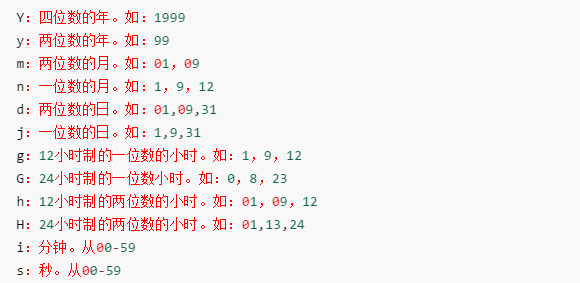 Y: 四位数的年。如：1999
y: 两位数的年。如：99
m: 两位数的月。如：01，09
n: 一位数的月。如：1，9，12
d: 两位数的日。如：01,09,31
j: 一位数的日。如：1,9,31
g: 12小时制的一位数的小时。如：1，9，12
G: 24小时制的一位数小时。如：0，8，23
h: 12小时制的两位数的小时。如：01，09，12
H: 24小时制的两位数的小时。如：01,13,24
i: 分钟。从00-59
s: 秒。从00-59